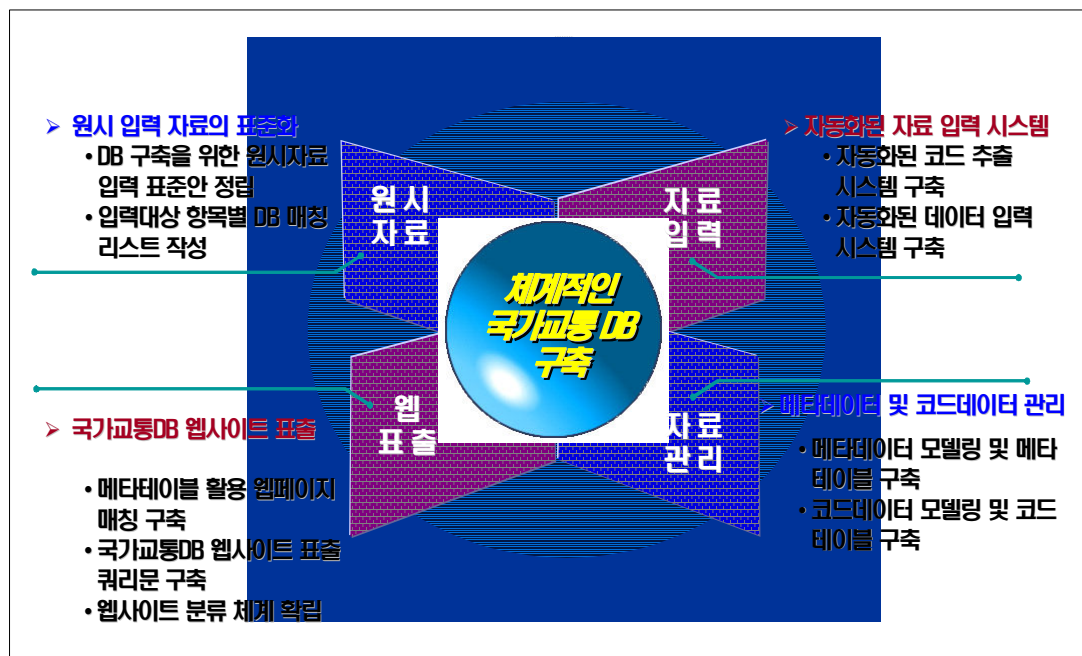 ➢ 원시 입력 자료의 표준화
• DB 구축을 위한 원시자료
입력 표준안 정립
• 입력대상 항목별 DB 매칭
리스트 작성
➢ 자동화된 자료 입력 시스템
• 자동화된 코드 추출
시스템 구축
• 자동화된 데이터 입력
시스템 구축
원시
자료
자료
입력
체계적인
국가교통 DB
구축
웹
표출
자료
관리
➢ 국가교통DB 웹사이트 표출
• 메타테이블 활용 웹페이지
매칭 구축
• 국가교통DB 웹사이트 표출
쿼리문 구축
• 웹사이트 분류 체계 확립
➢ 메타데이터 및 코드데이터 관리
• 메타데이터 모델링 및 메타
테이블 구축
• 코드데이터 모델링 및 코드
테이블 구축